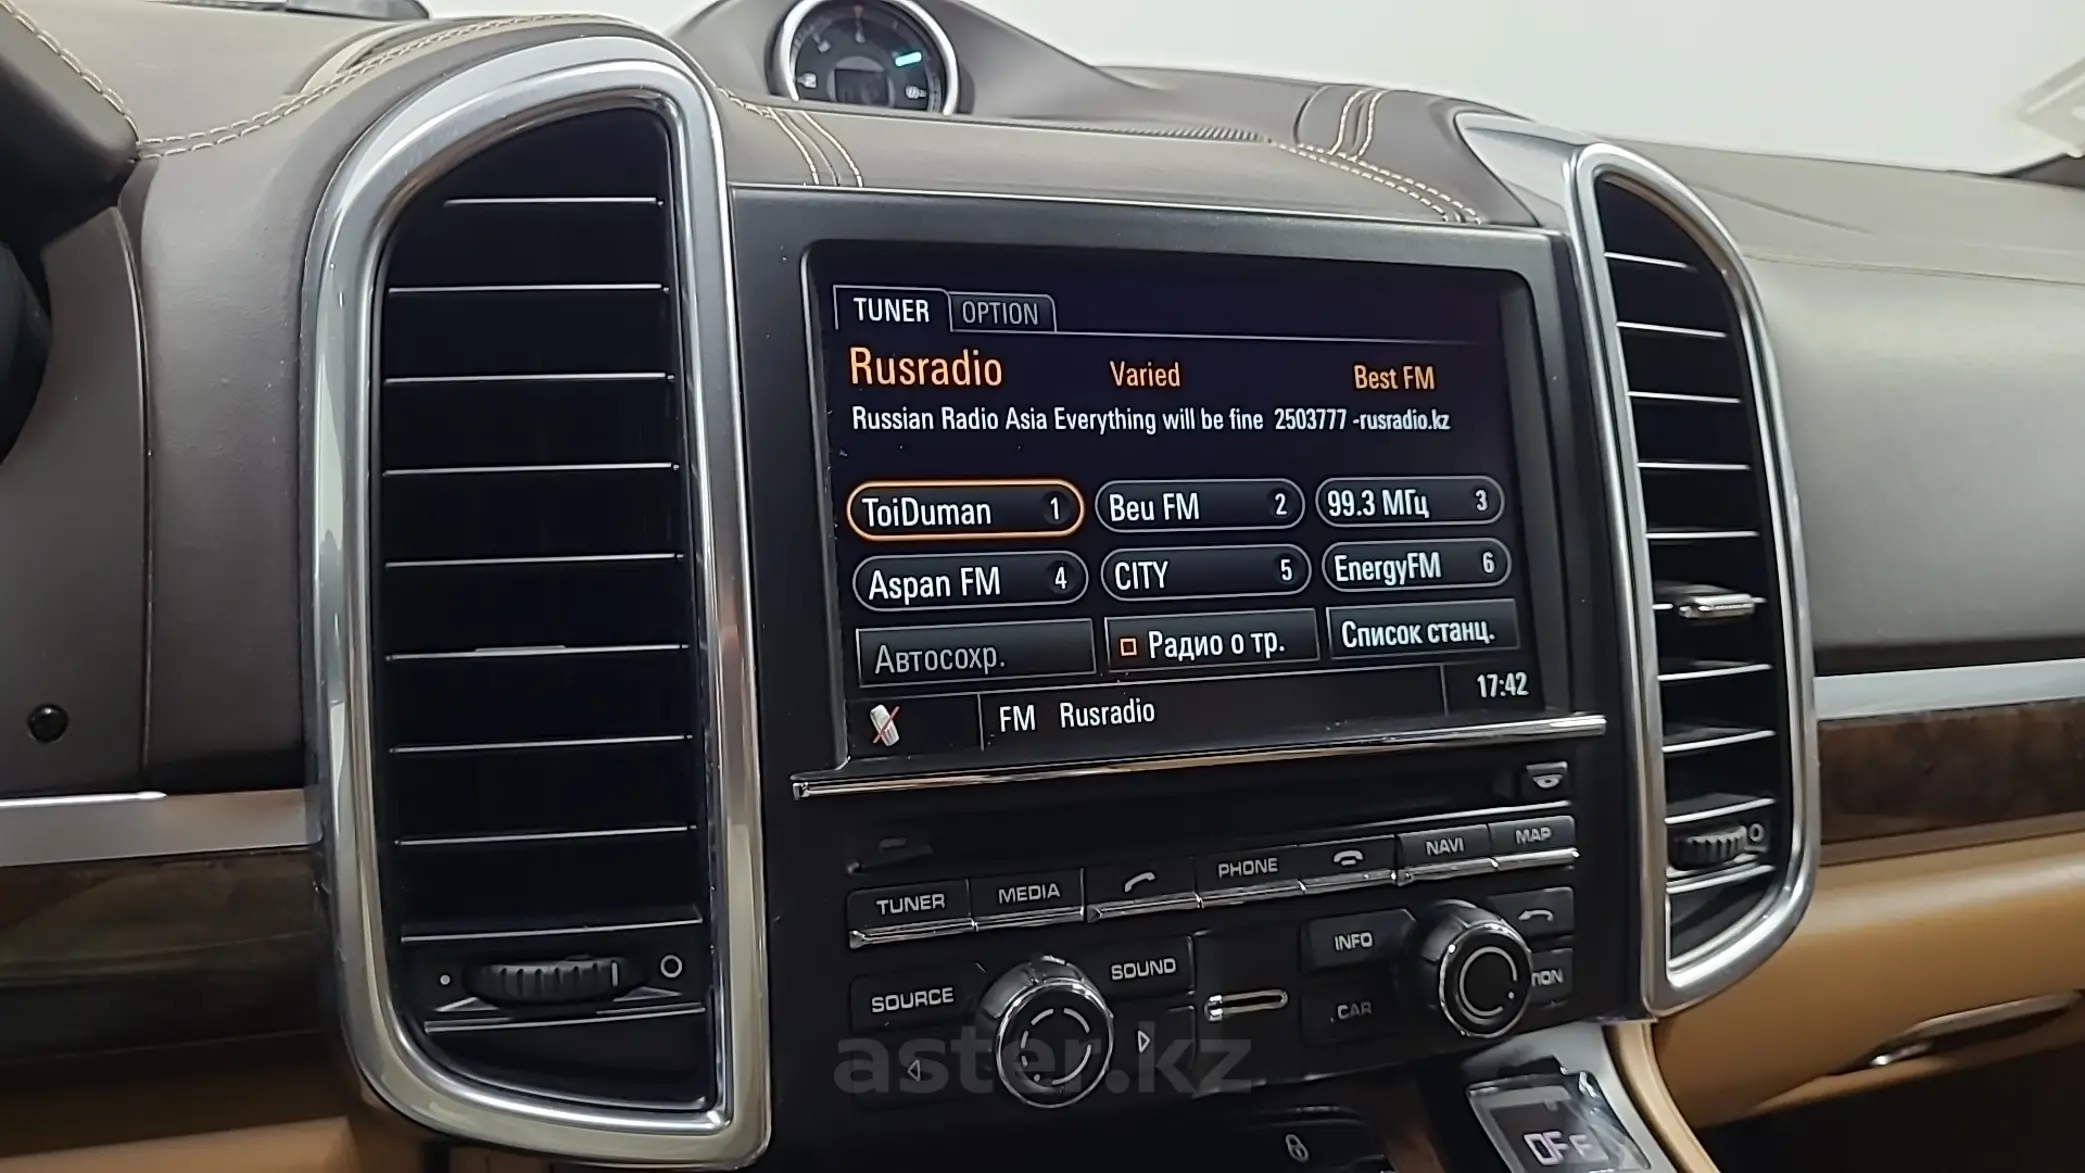 TUNER OPTION
Rusradio Varied Best FM
Russian Radio Asia Everything will be fine 2503777 -rusradio.kz
ToiDuman 1 Beu FM 2 99.3 МГц 3
Aspan FM 4 CITY 5 EnergyFM 6
Автосохр. Радио о тр. Список станц.
FM Rusradio 17:42
TUNER MEDIA PHONE NAVI MAP
SOURCE SOUND INFO
CAR
aster.kz
OFF